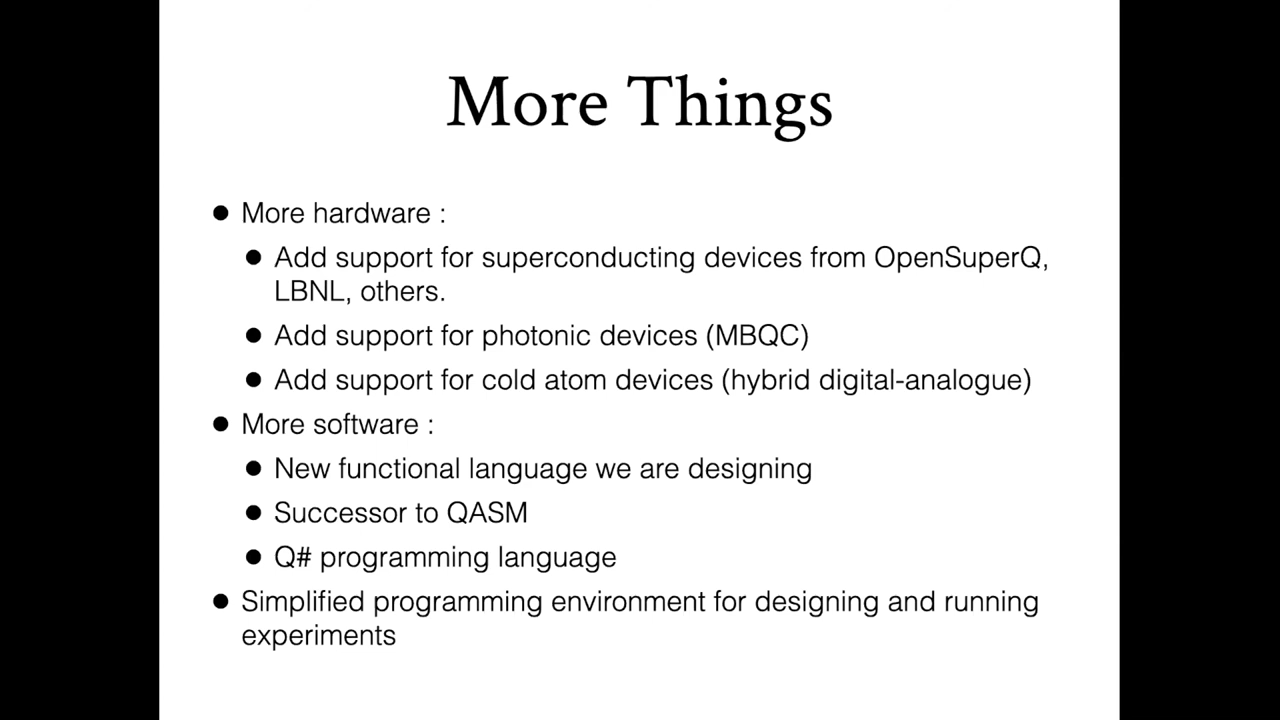 More Things
● More hardware :
● Add support for superconducting devices from OpenSuperQ,
LBNL, others.
● Add support for photonic devices (MBQC)
● Add support for cold atom devices (hybrid digital-analogue)
● More software :
● New functional language we are designing
● Successor to QASM
● Q# programming language
● Simplified programming environment for designing and running
experiments